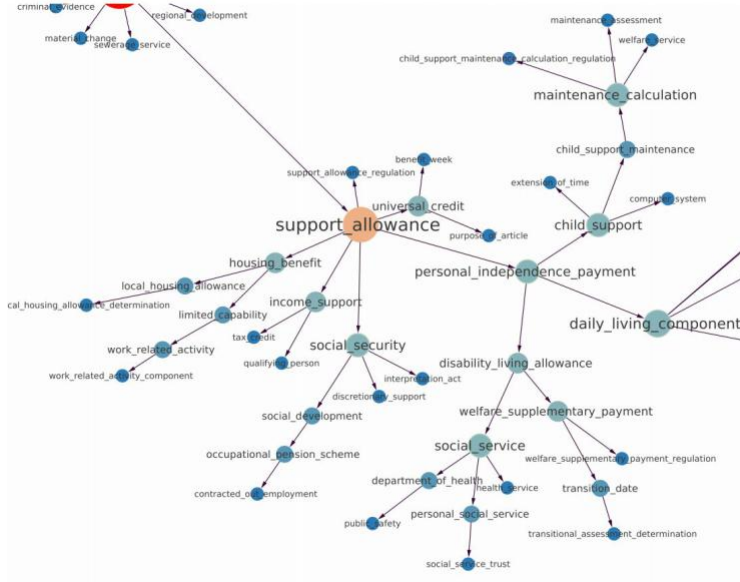 criminal_evidence
regional_development
material_change
sewerage_service
maintenance_assessment
welfare_service
child_support_maintenance_calculation_regulation
maintenance_calculation
child_support_maintenance
benefit_week
support_allowance_regulation
extension_of_time
computer_system
universal_credit
support_allowance
child_support
purpose_of_article
housing_benefit
personal_independence_payment
local_housing_allowance
cal_housing_allowance_determination
income_support
limited_capability
daily_living_component
tax_credit
work_related_activity
social_security
qualifying_person
disability_living_allowance
work_related_activity_component
interpretation_act
discretionary_support
social_development
welfare_supplementary_payment
social_service
occupational_pension_scheme
welfare_supplementary_payment_regulation
department_of_health
health_service
transition_date
contracted_out_employment
personal_social_service
public_safety
transitional_assessment_determination
social_service_trust